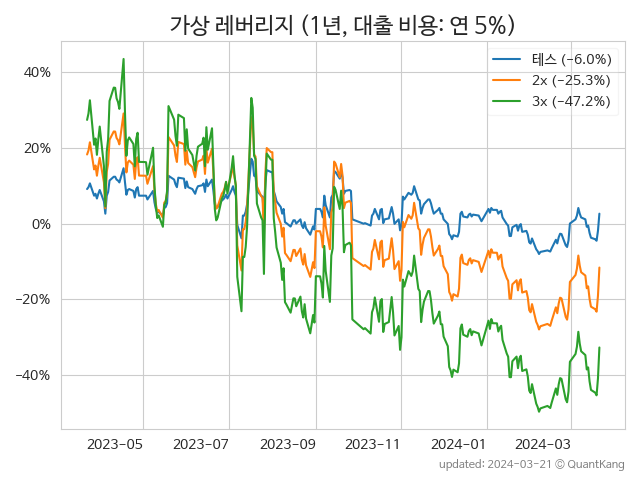 가상 레버리지 (1년, 대출 비용: 연 5%)
테스 (−6.0%)
2x (−25.3%)
3x (−47.2%)
40%
20%
0%
−20%
−40%
2023-05 2023-07 2023-09 2023-11 2024-01 2024-03
updated: 2024-03-21 © QuantKang